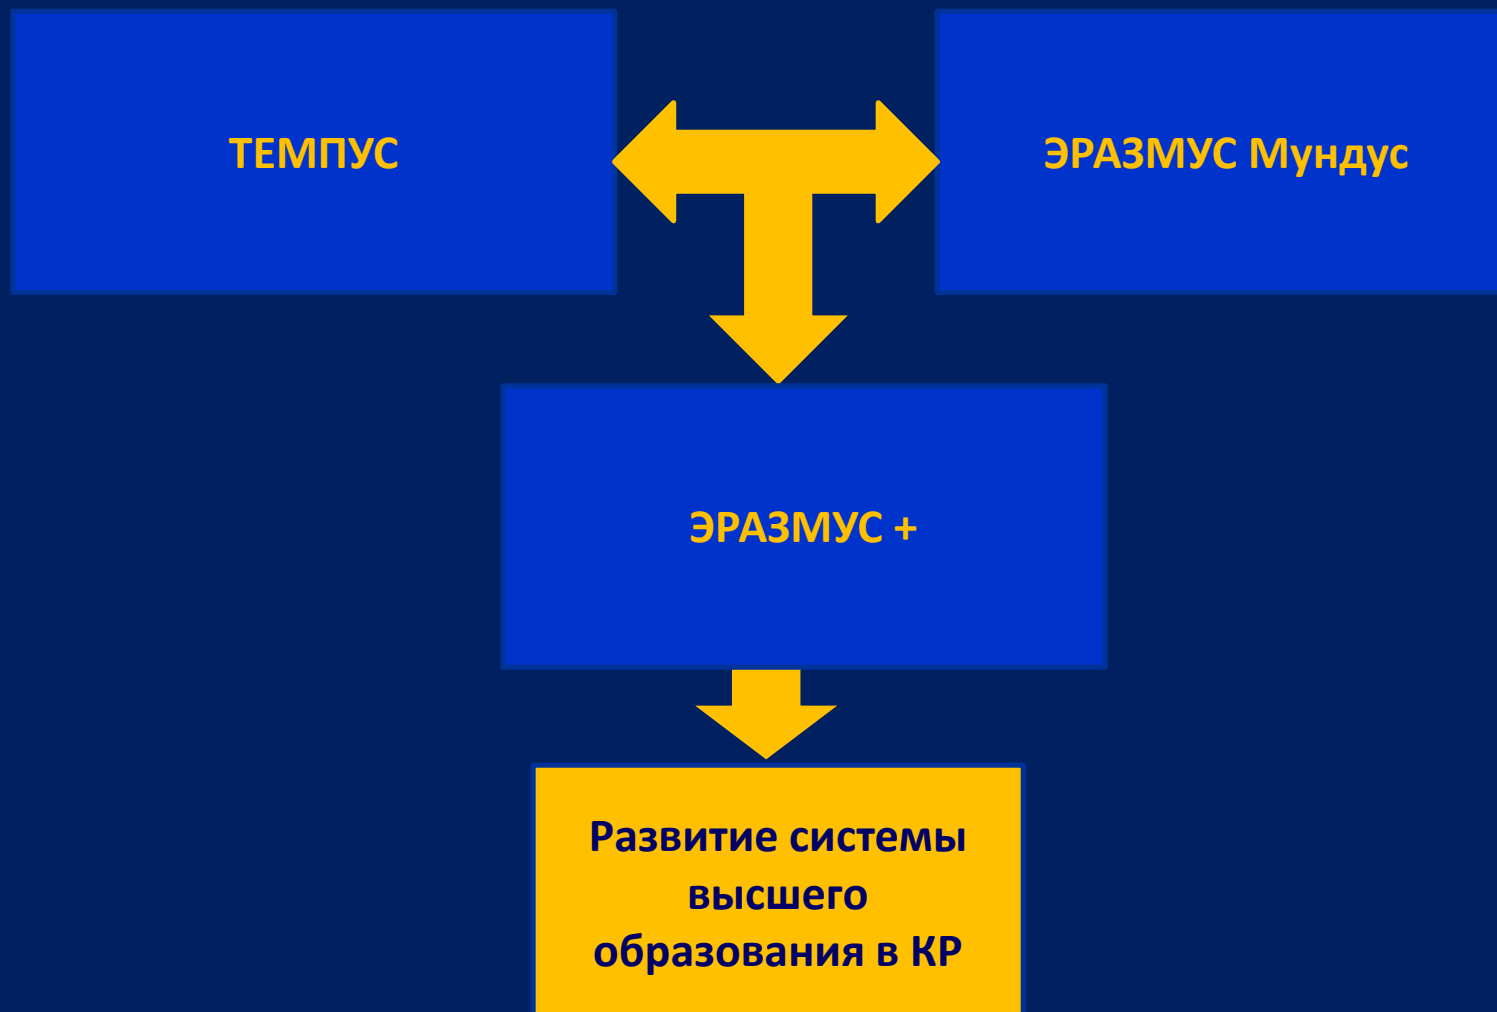 ТЕМПУС
ЭРАЗМУС Мундус
ЭРАЗМУС +
Развитие системы
высшего
образования в КР